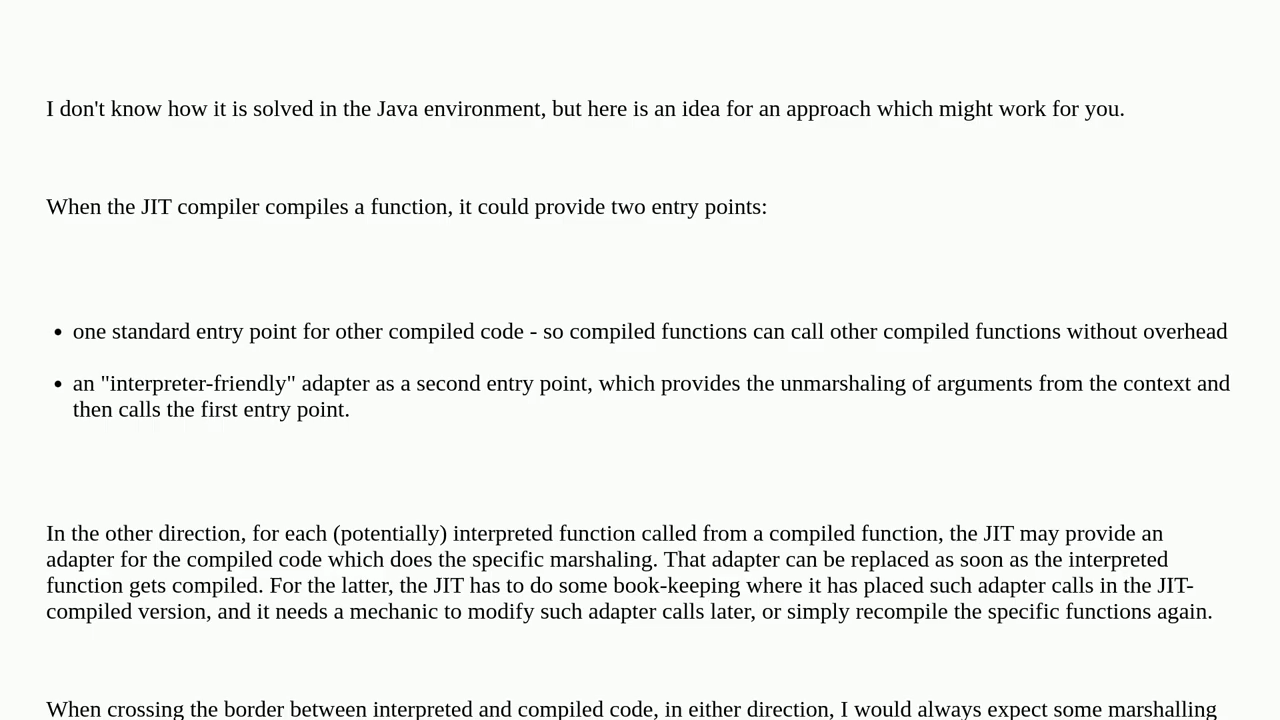 I don't know how it is solved in the Java environment, but here is an idea for an approach which might work for you.
When the JIT compiler compiles a function, it could provide two entry points:
• one standard entry point for other compiled code - so compiled functions can call other compiled functions without overhead
• an "interpreter-friendly" adapter as a second entry point, which provides the unmarshaling of arguments from the context and
then calls the first entry point.
In the other direction, for each (potentially) interpreted function called from a compiled function, the JIT may provide an
adapter for the compiled code which does the specific marshaling. That adapter can be replaced as soon as the interpreted
function gets compiled. For the latter, the JIT has to do some book-keeping where it has placed such adapter calls in the JIT-
compiled version, and it needs a mechanic to modify such adapter calls later, or simply recompile the specific functions again.
When crossing the border between interpreted and compiled code, in either direction, I would always expect some marshalling